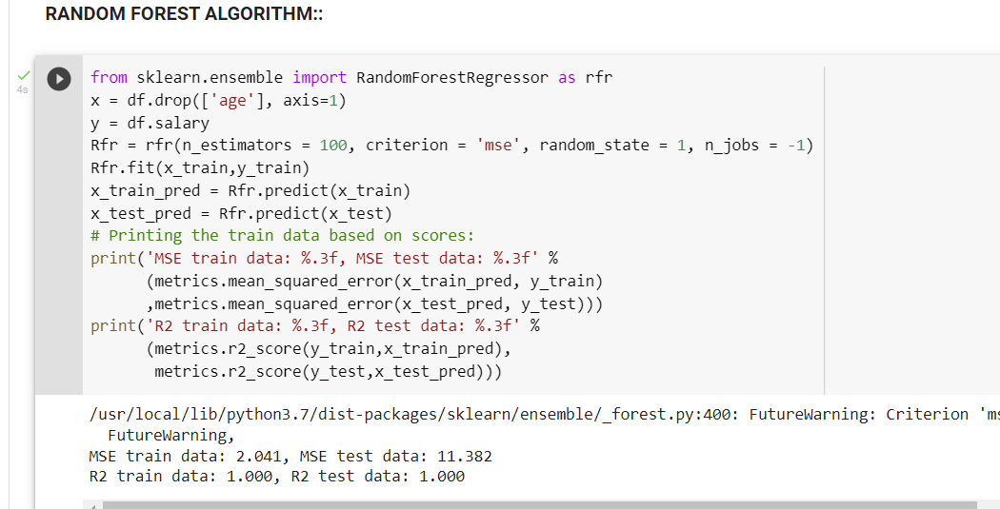 RANDOM FOREST ALGORITHM::
4s
from sklearn.ensemble import RandomForestRegressor as rfr
x = df.drop(['age'], axis=1)
y = df.salary
Rfr = rfr(n_estimators = 100, criterion = 'mse', random_state = 1, n_jobs = -1)
Rfr.fit(x_train,y_train)
x_train_pred = Rfr.predict(x_train)
x_test_pred = Rfr.predict(x_test)
# Printing the train data based on scores:
print('MSE train data: %.3f, MSE test data: %.3f' %
(metrics.mean_squared_error(x_train_pred, y_train)
,metrics.mean_squared_error(x_test_pred, y_test)))
print('R2 train data: %.3f, R2 test data: %.3f' %
(metrics.r2_score(y_train,x_train_pred),
metrics.r2_score(y_test,x_test_pred)))
/usr/local/lib/python3.7/dist-packages/sklearn/ensemble/_forest.py:400: FutureWarning: Criterion 'ms
FutureWarning,
MSE train data: 2.041, MSE test data: 11.382
R2 train data: 1.000, R2 test data: 1.000